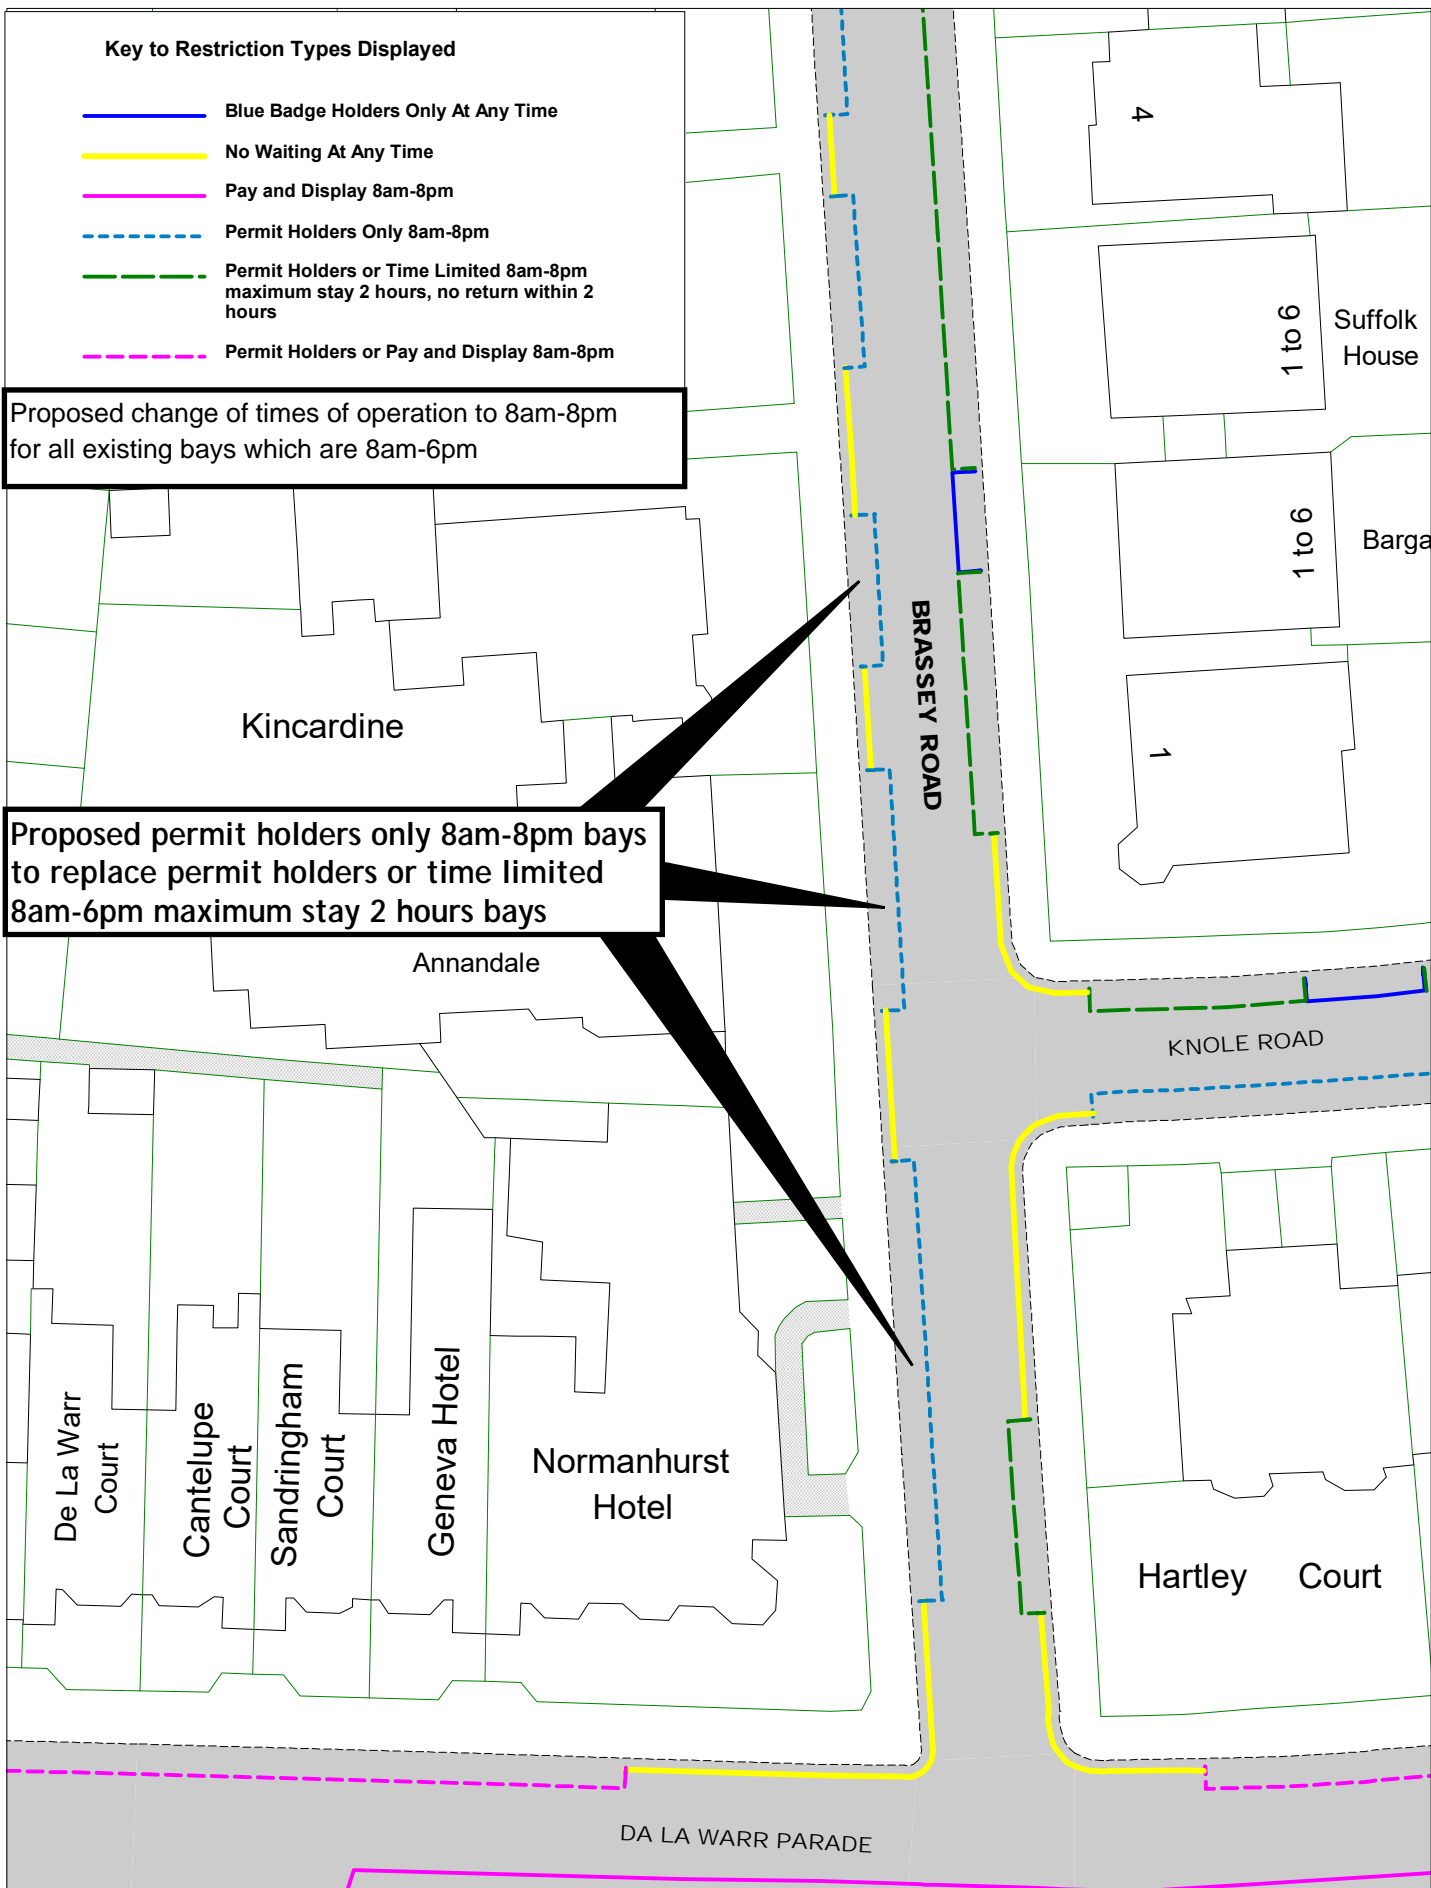 Key to Restriction Types Displayed
Blue Badge Holders Only At Any Time
No Waiting At Any Time
Pay and Display 8am-8pm
Permit Holders Only 8am-8pm
Permit Holders or Time Limited 8am-8pm
maximum stay 2 hours, no return within 2
hours
Permit Holders or Pay and Display 8am-8pm
Proposed change of times of operation to 8am-8pm
for all existing bays which are 8am-6pm
4
1 to 6
Suffolk
House
1 to 6
Barga
BRASSEY ROAD
Kincardine
1
Proposed permit holders only 8am-8pm bays
to replace permit holders or time limited
8am-6pm maximum stay 2 hours bays
Annandale
KNOLE ROAD
De La Warr
Court
Cantelupe
Court
Sandringham
Court
Geneva Hotel
Normanhurst
Hotel
Hartley Court
DA LA WARR PARADE